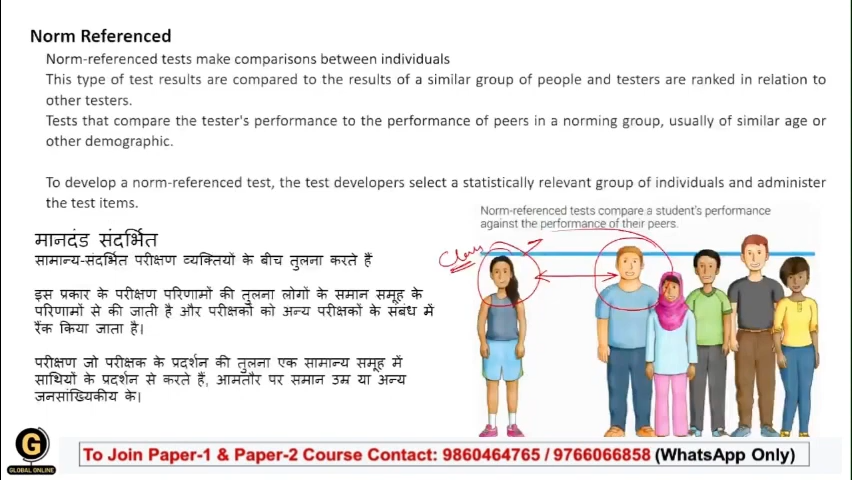 Norm Referenced
Norm-referenced tests make comparisons between individuals
This type of test results are compared to the results of a similar group of people and testers are ranked in relation to
other testers.
Tests that compare the tester's performance to the performance of peers in a norming group, usually of similar age or
other demographic.
To develop a norm-referenced test, the test developers select a statistically relevant group of individuals and administer
the test items.
Norm-referenced tests compare a student's performance
against the performance of their peers.
मानदंड संदर्भित
सामान्य-संदर्भित परीक्षण व्यक्तियों के बीच तुलना करते हैं
इस प्रकार के परीक्षण परिणामों की तुलना लोगों के समान समूह के
परिणामों से की जाती है और परीक्षकों को अन्य परीक्षकों के संबंध में
रैंक किया जाता है।
परीक्षण जो परीक्षक के प्रदर्शन की तुलना एक सामान्य समूह में
साथियों के प्रदर्शन से करते हैं, आमतौर पर समान उम्र या अन्य
जनसांख्यिकीय के।
G
GLOBAL ONLINE
To Join Paper-1 & Paper-2 Course Contact: 9860464765 / 9766066858 (WhatsApp Only)